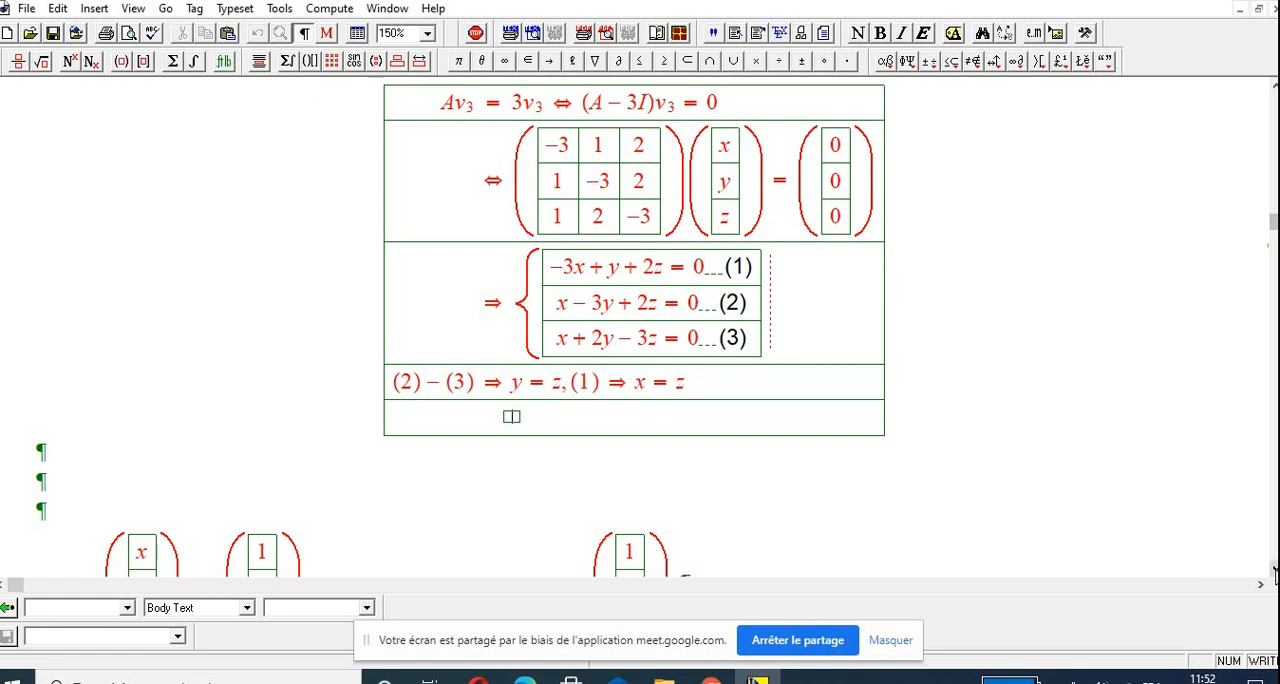 File Edit Insert View Go Tag Typeset Tools Compute Window Help
150%
Av₃ = 3v₃ ⇔ (A − 3I)v₃ = 0
⇔ ( −3 1 2 ) ( x ) = ( 0 )
( 1 −3 2 ) ( y ) ( 0 )
( 1 2 −3 ) ( z ) ( 0 )
⇒ { −3x + y + 2z = 0...(1)
x − 3y + 2z = 0...(2)
x + 2y − 3z = 0...(3)
(2) − (3) ⇒ y = z, (1) ⇒ x = z
¶
¶
¶
( x ) ( 1 ) ( 1 )
Body Text
Votre écran est partagé par le biais de l'application meet.google.com. Arrêter le partage Masquer
NUM WRITI
11:52